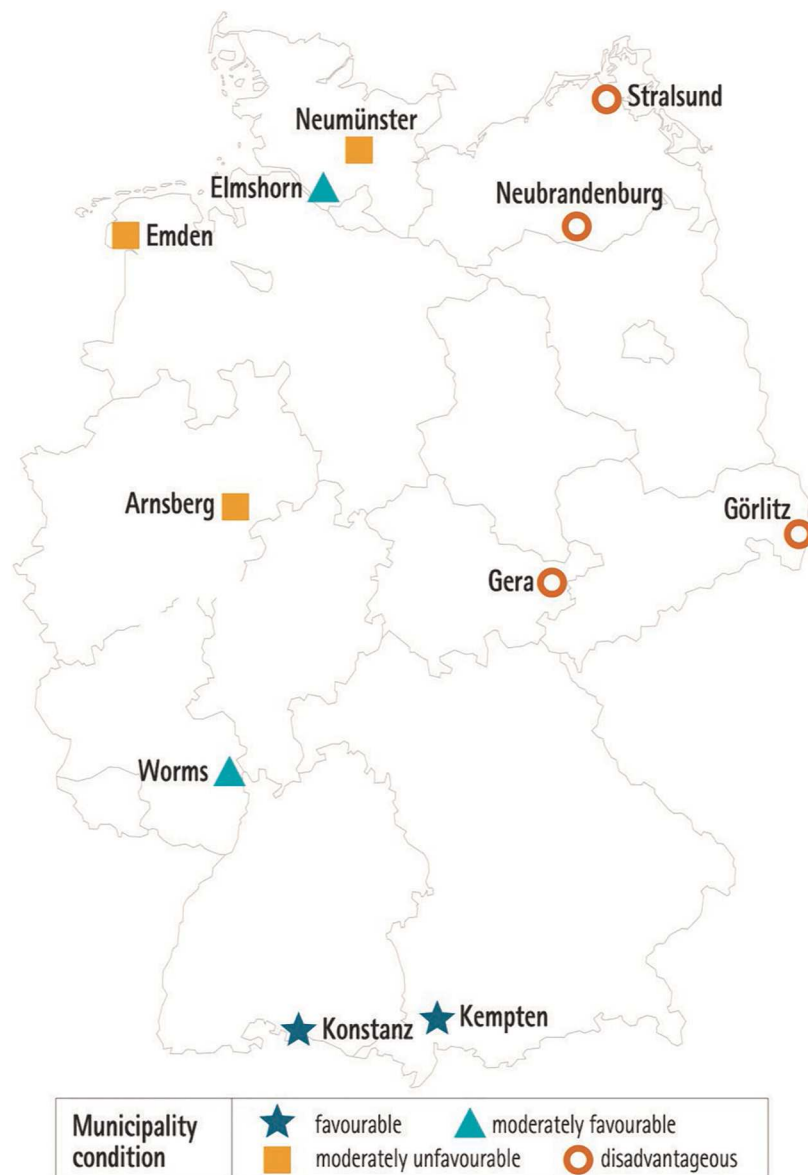 Stralsund
Neumünster
Elmshorn
Neubrandenburg
Emden
Arnsberg
Görlitz
Gera
Worms
Kempten
Konstanz
Municipality
condition
favourable
moderately favourable
moderately unfavourable
disadvantageous